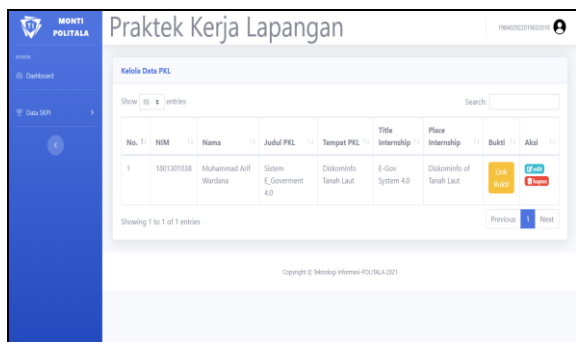 TI
MONTI
POLITALA
Praktek Kerja Lapangan
Dashboard
Data SKPI
Kelola Data PKL
Show 10 entries
Search:
No. NIM Nama Judul PKL Tempat PKL Title Internship Place Internship Bukti Aksi
1 1801301038 Muhammad Arif Wardana Sistem E_Goverment 4.0 Diskominfo Tanah Laut E-Gov System 4.0 Diskominfo of Tanah Laut Link Bukti edit
hapus
Showing 1 to 1 of 1 entries
Previous 1 Next
Copyright © Teknologi Informasi-POLITALA 2021